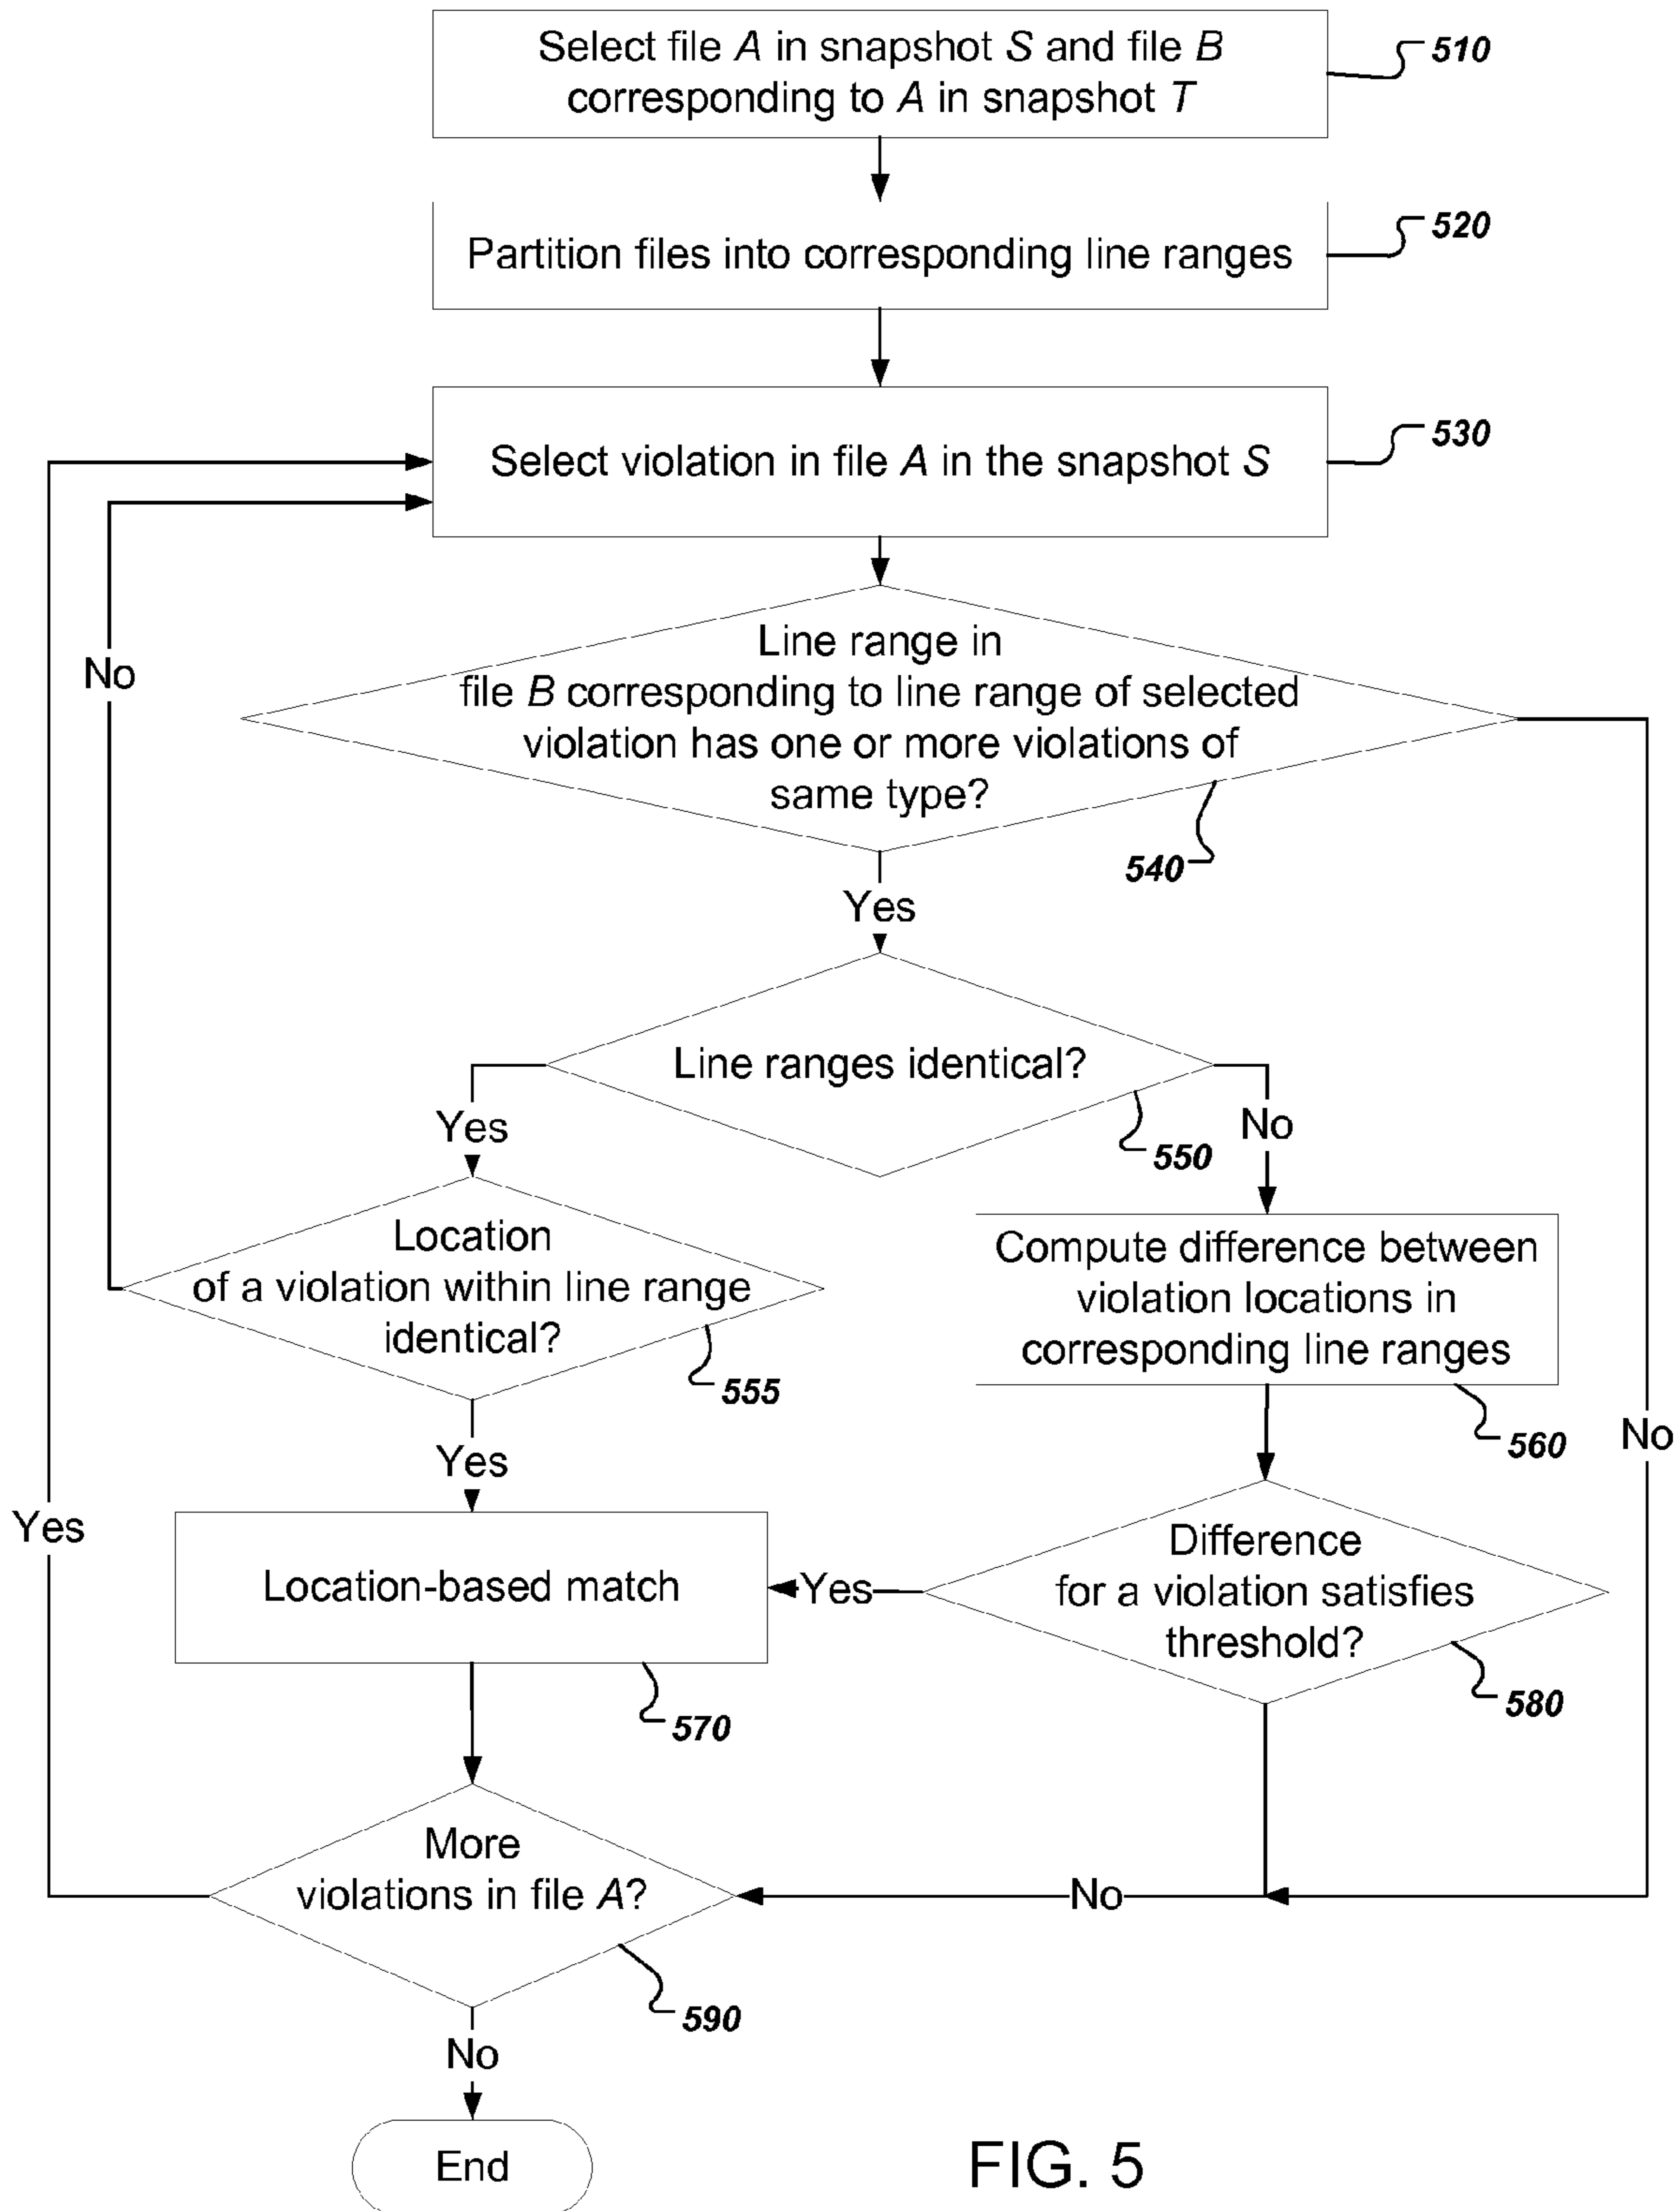 Select file A in snapshot S and file B
corresponding to A in snapshot T
510
Partition files into corresponding line ranges
520
Select violation in file A in the snapshot S
530
No
Line range in
file B corresponding to line range of selected
violation has one or more violations of
same type?
540
Yes
Line ranges identical?
550
Yes
No
Location
of a violation within line range
identical?
555
Compute difference between
violation locations in
corresponding line ranges
560
No
Yes
Yes
Location-based match
570
Yes
Difference
for a violation satisfies
threshold?
580
More
violations in file A?
590
No
No
End
FIG. 5